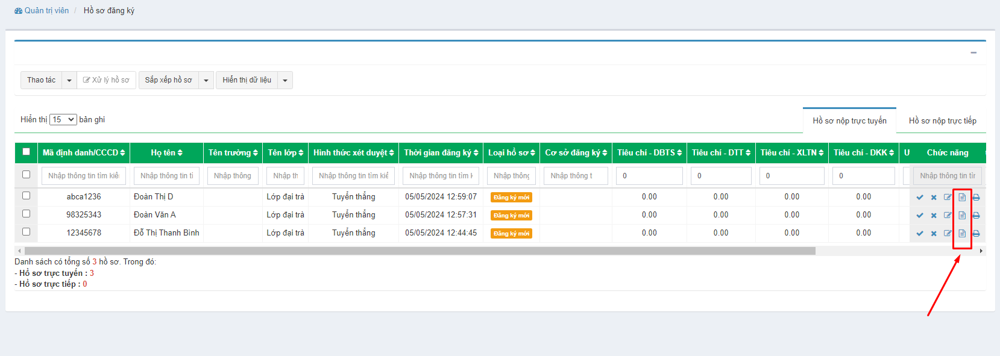 Quản trị viên / Hồ sơ đăng ký
Thao tác Xử lý hồ sơ Sắp xếp hồ sơ Hiển thị dữ liệu
Hiển thị 15 bản ghi Hồ sơ nộp trực tuyến Hồ sơ nộp trực tiếp
Mã định danh/CCCD Họ tên Tên trường Tên lớp Hình thức xét duyệt Thời gian đăng ký Loại hồ sơ Cơ sở đăng ký Tiêu chí - DBTS Tiêu chí - DTT Tiêu chí - XLTN Tiêu chí - DKK U Chức năng
Nhập thông tin tìm kiế Nhập thông tin tì Nhập thông Nhập th Nhập thông tin tìm kiế Nhập thông tin tìm k Nhập thông Nhập thông t 0 0 0 0 Nhập thông tin tìr
abca1236 Đoàn Thị D Lớp đại trà Tuyển thẳng 05/05/2024 12:59:07 Đăng ký mới 0.00 0.00 0.00 0.00
98325343 Đoàn Văn A Lớp đại trà Tuyển thẳng 05/05/2024 12:57:31 Đăng ký mới 0.00 0.00 0.00 0.00
12345678 Đỗ Thị Thanh Bình Lớp đại trà Tuyển thẳng 05/05/2024 12:44:45 Đăng ký mới 0.00 0.00 0.00 0.00
Danh sách có tổng số 3 hồ sơ. Trong đó:
- Hồ sơ trực tuyến : 3
- Hồ sơ trực tiếp : 0